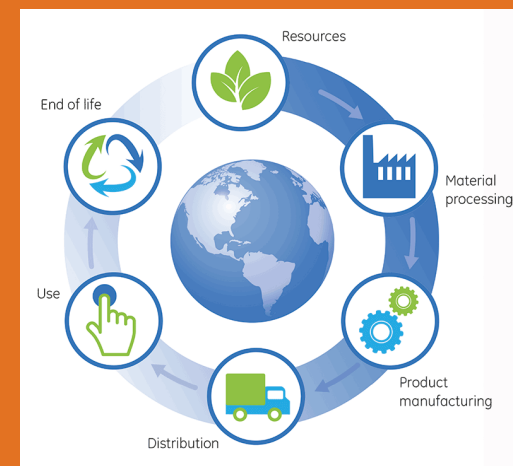 Resources
Material
processing
Product
manufacturing
Distribution
Use
End of life